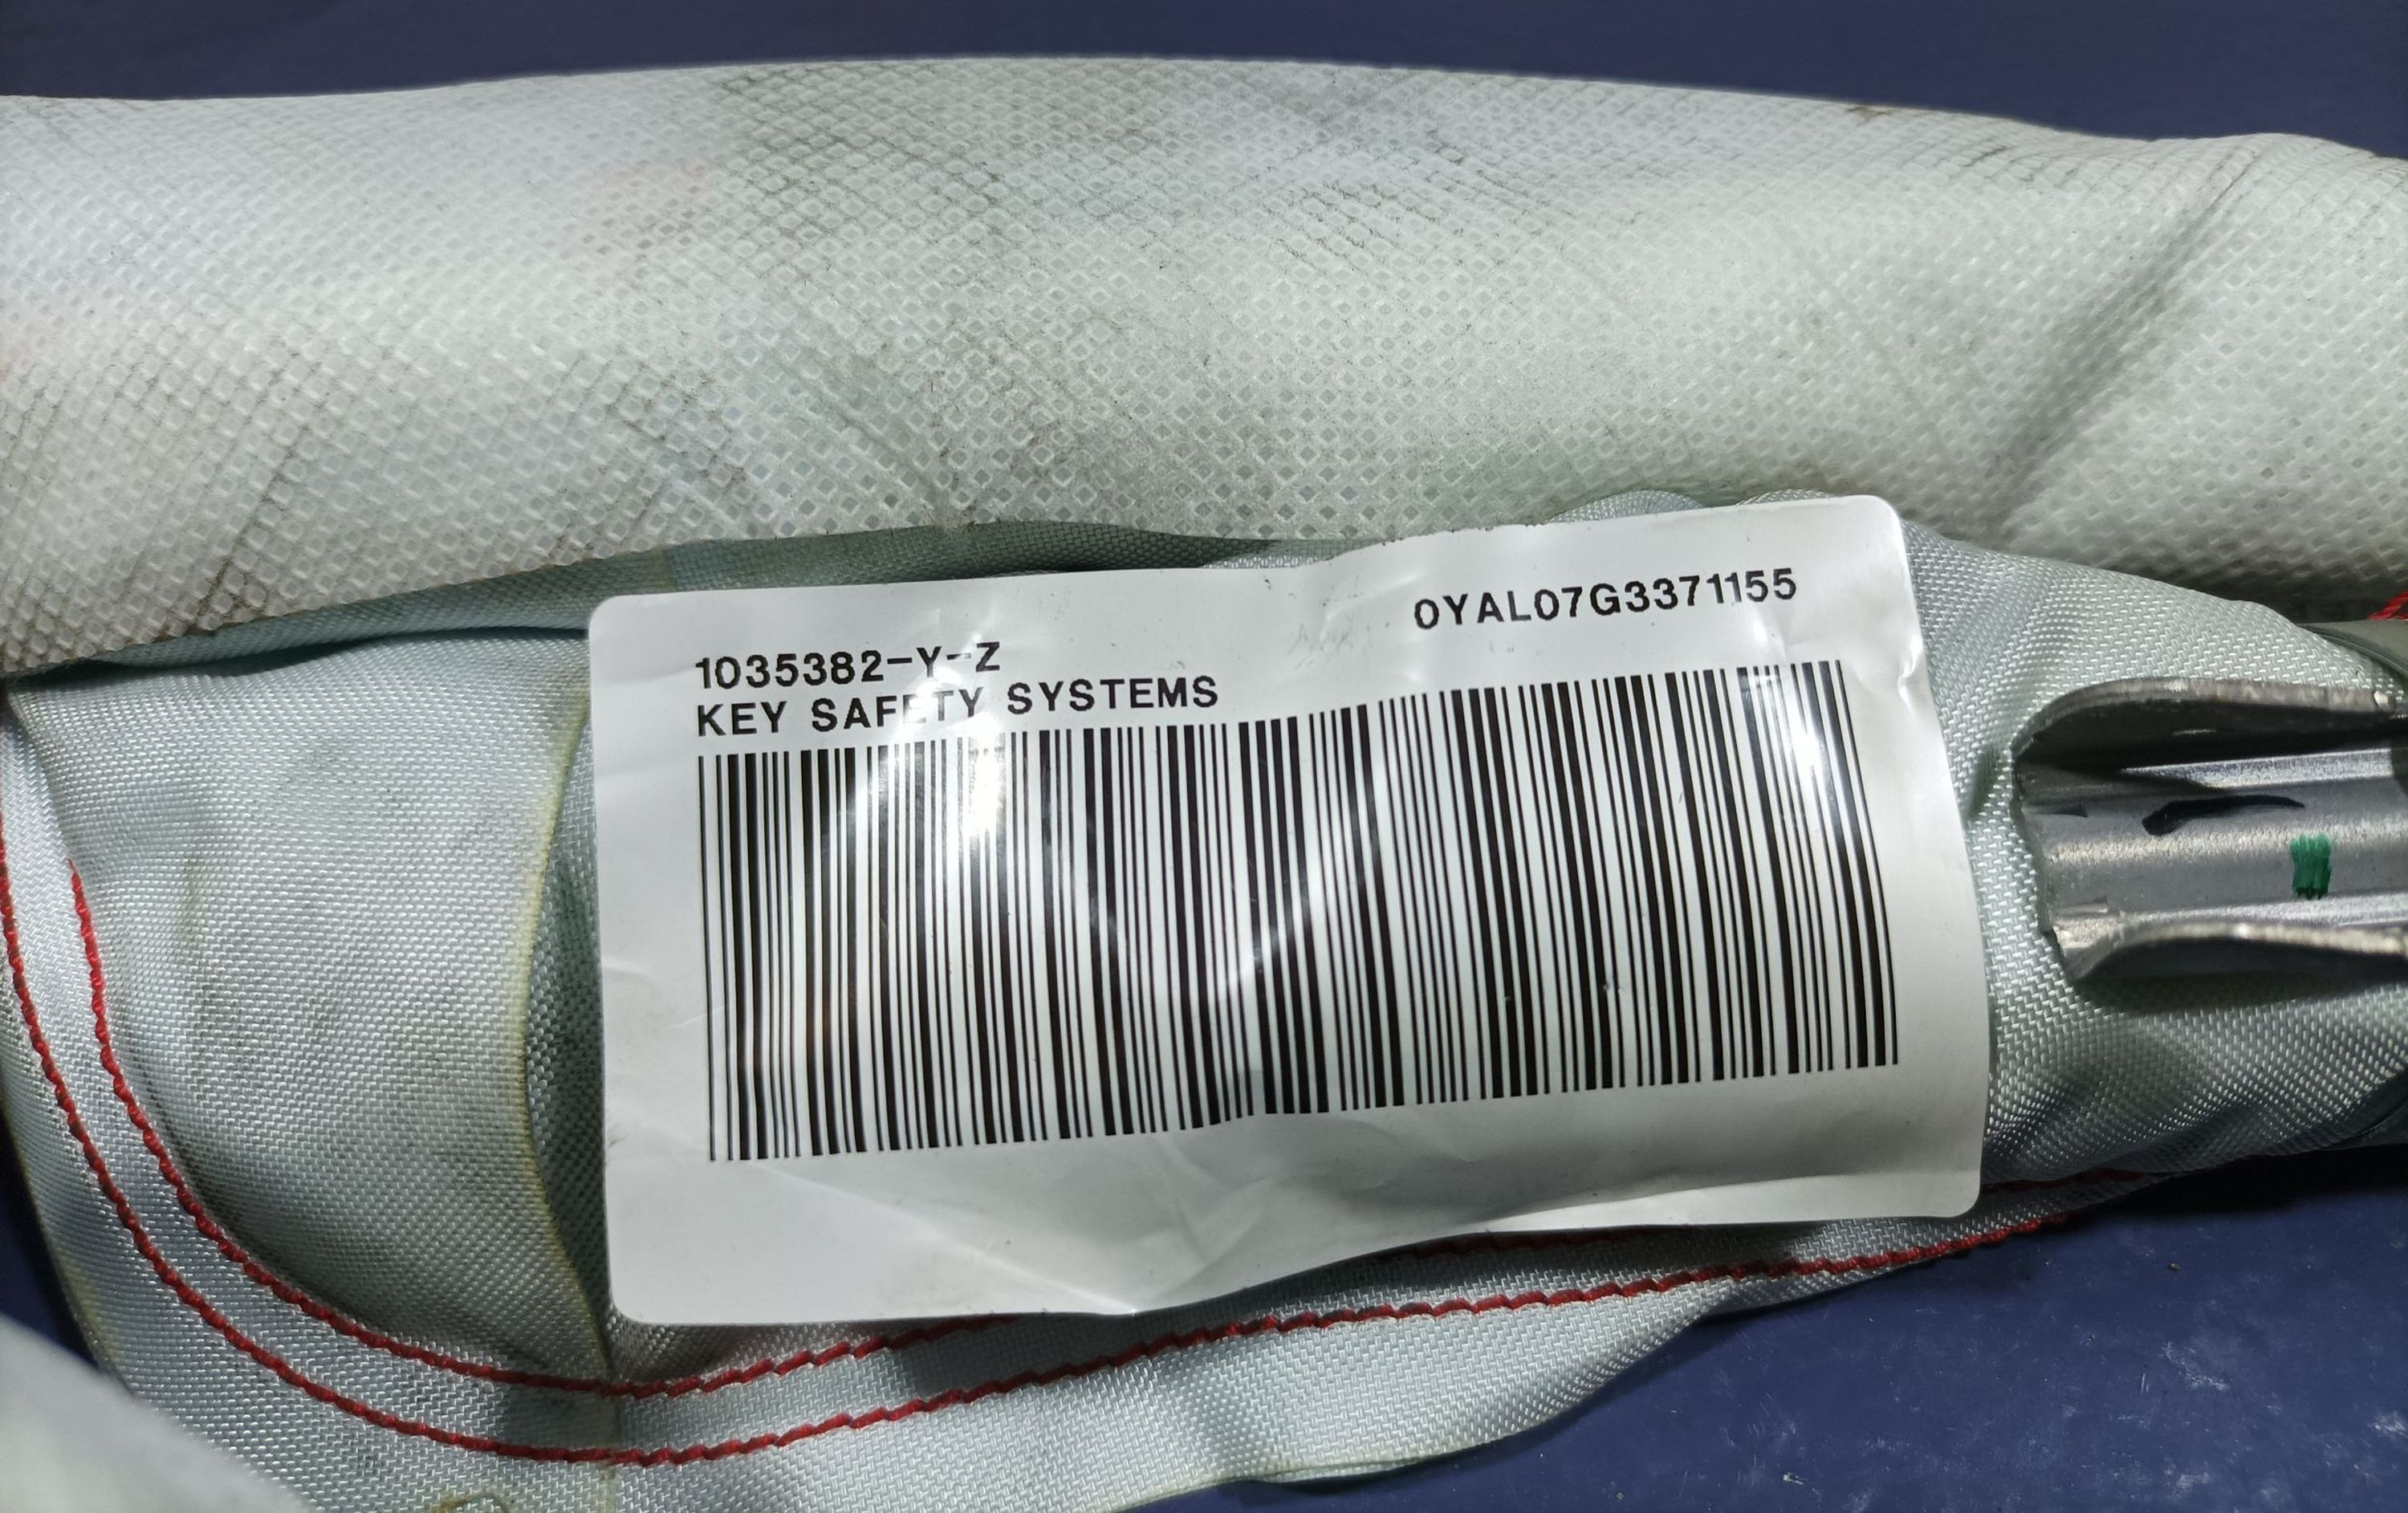 0YAL07G3371155
1035382-Y-Z
KEY SAFETY SYSTEMS